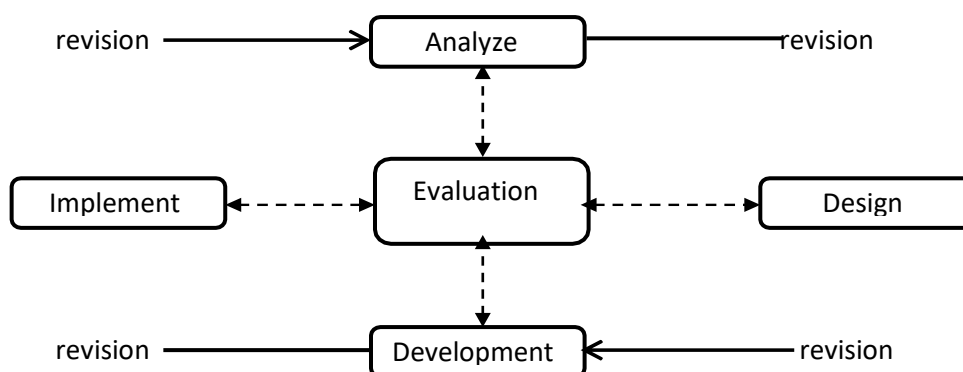 revision
Analyze
revision
Implement
Evaluation
Design
revision
Development
revision